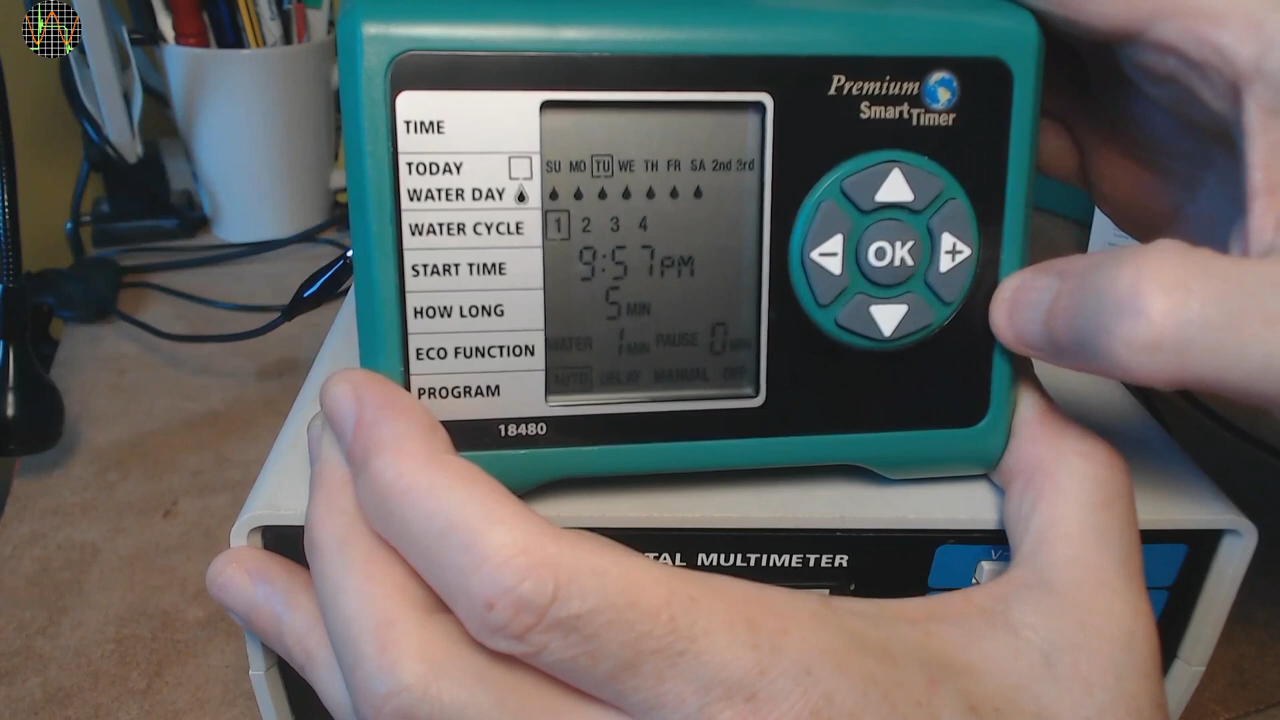 Premium
Smart Timer
TIME
TODAY
SU MO TU WE TH FR SA 2nd 3rd
WATER DAY
WATER CYCLE
1 2 3 4
START TIME
9:57 PM
HOW LONG
5 MIN
ECO FUNCTION
WATER 1 MIN PAUSE 0 MIN
PROGRAM
AUTO DELAY MANUAL OFF
OK
18480
TAL MULTIMETER
V